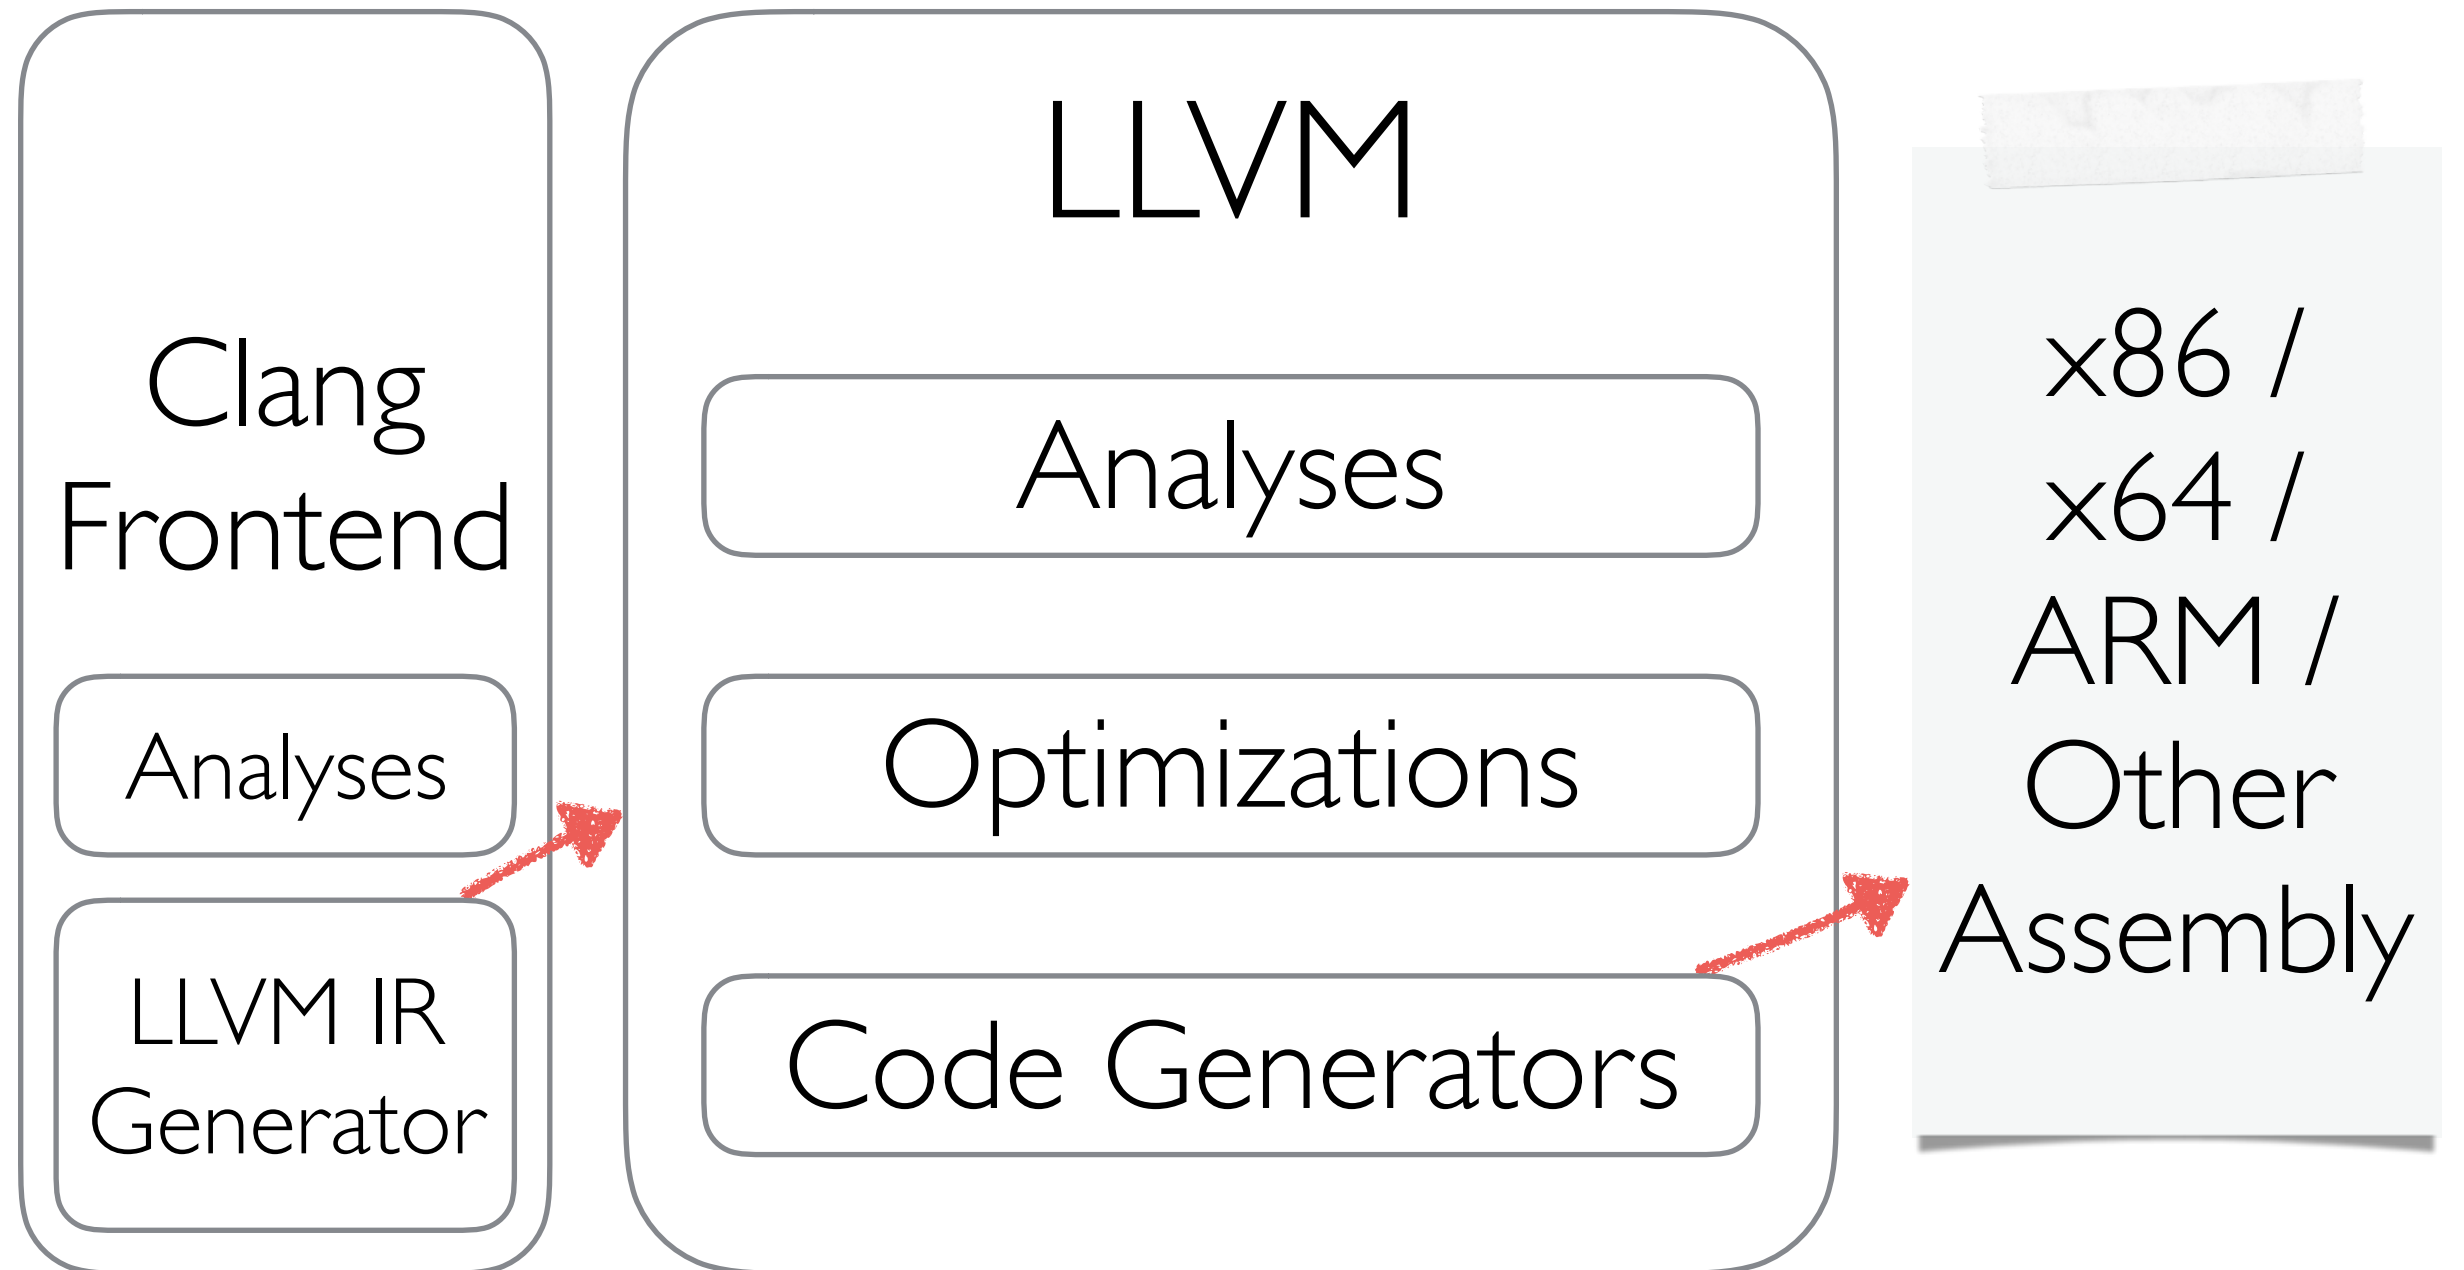 Clang
Frontend
Analyses
LLVM IR
Generator
LLVM
Analyses
Optimizations
Code Generators
x86 /
x64 /
ARM /
Other
Assembly